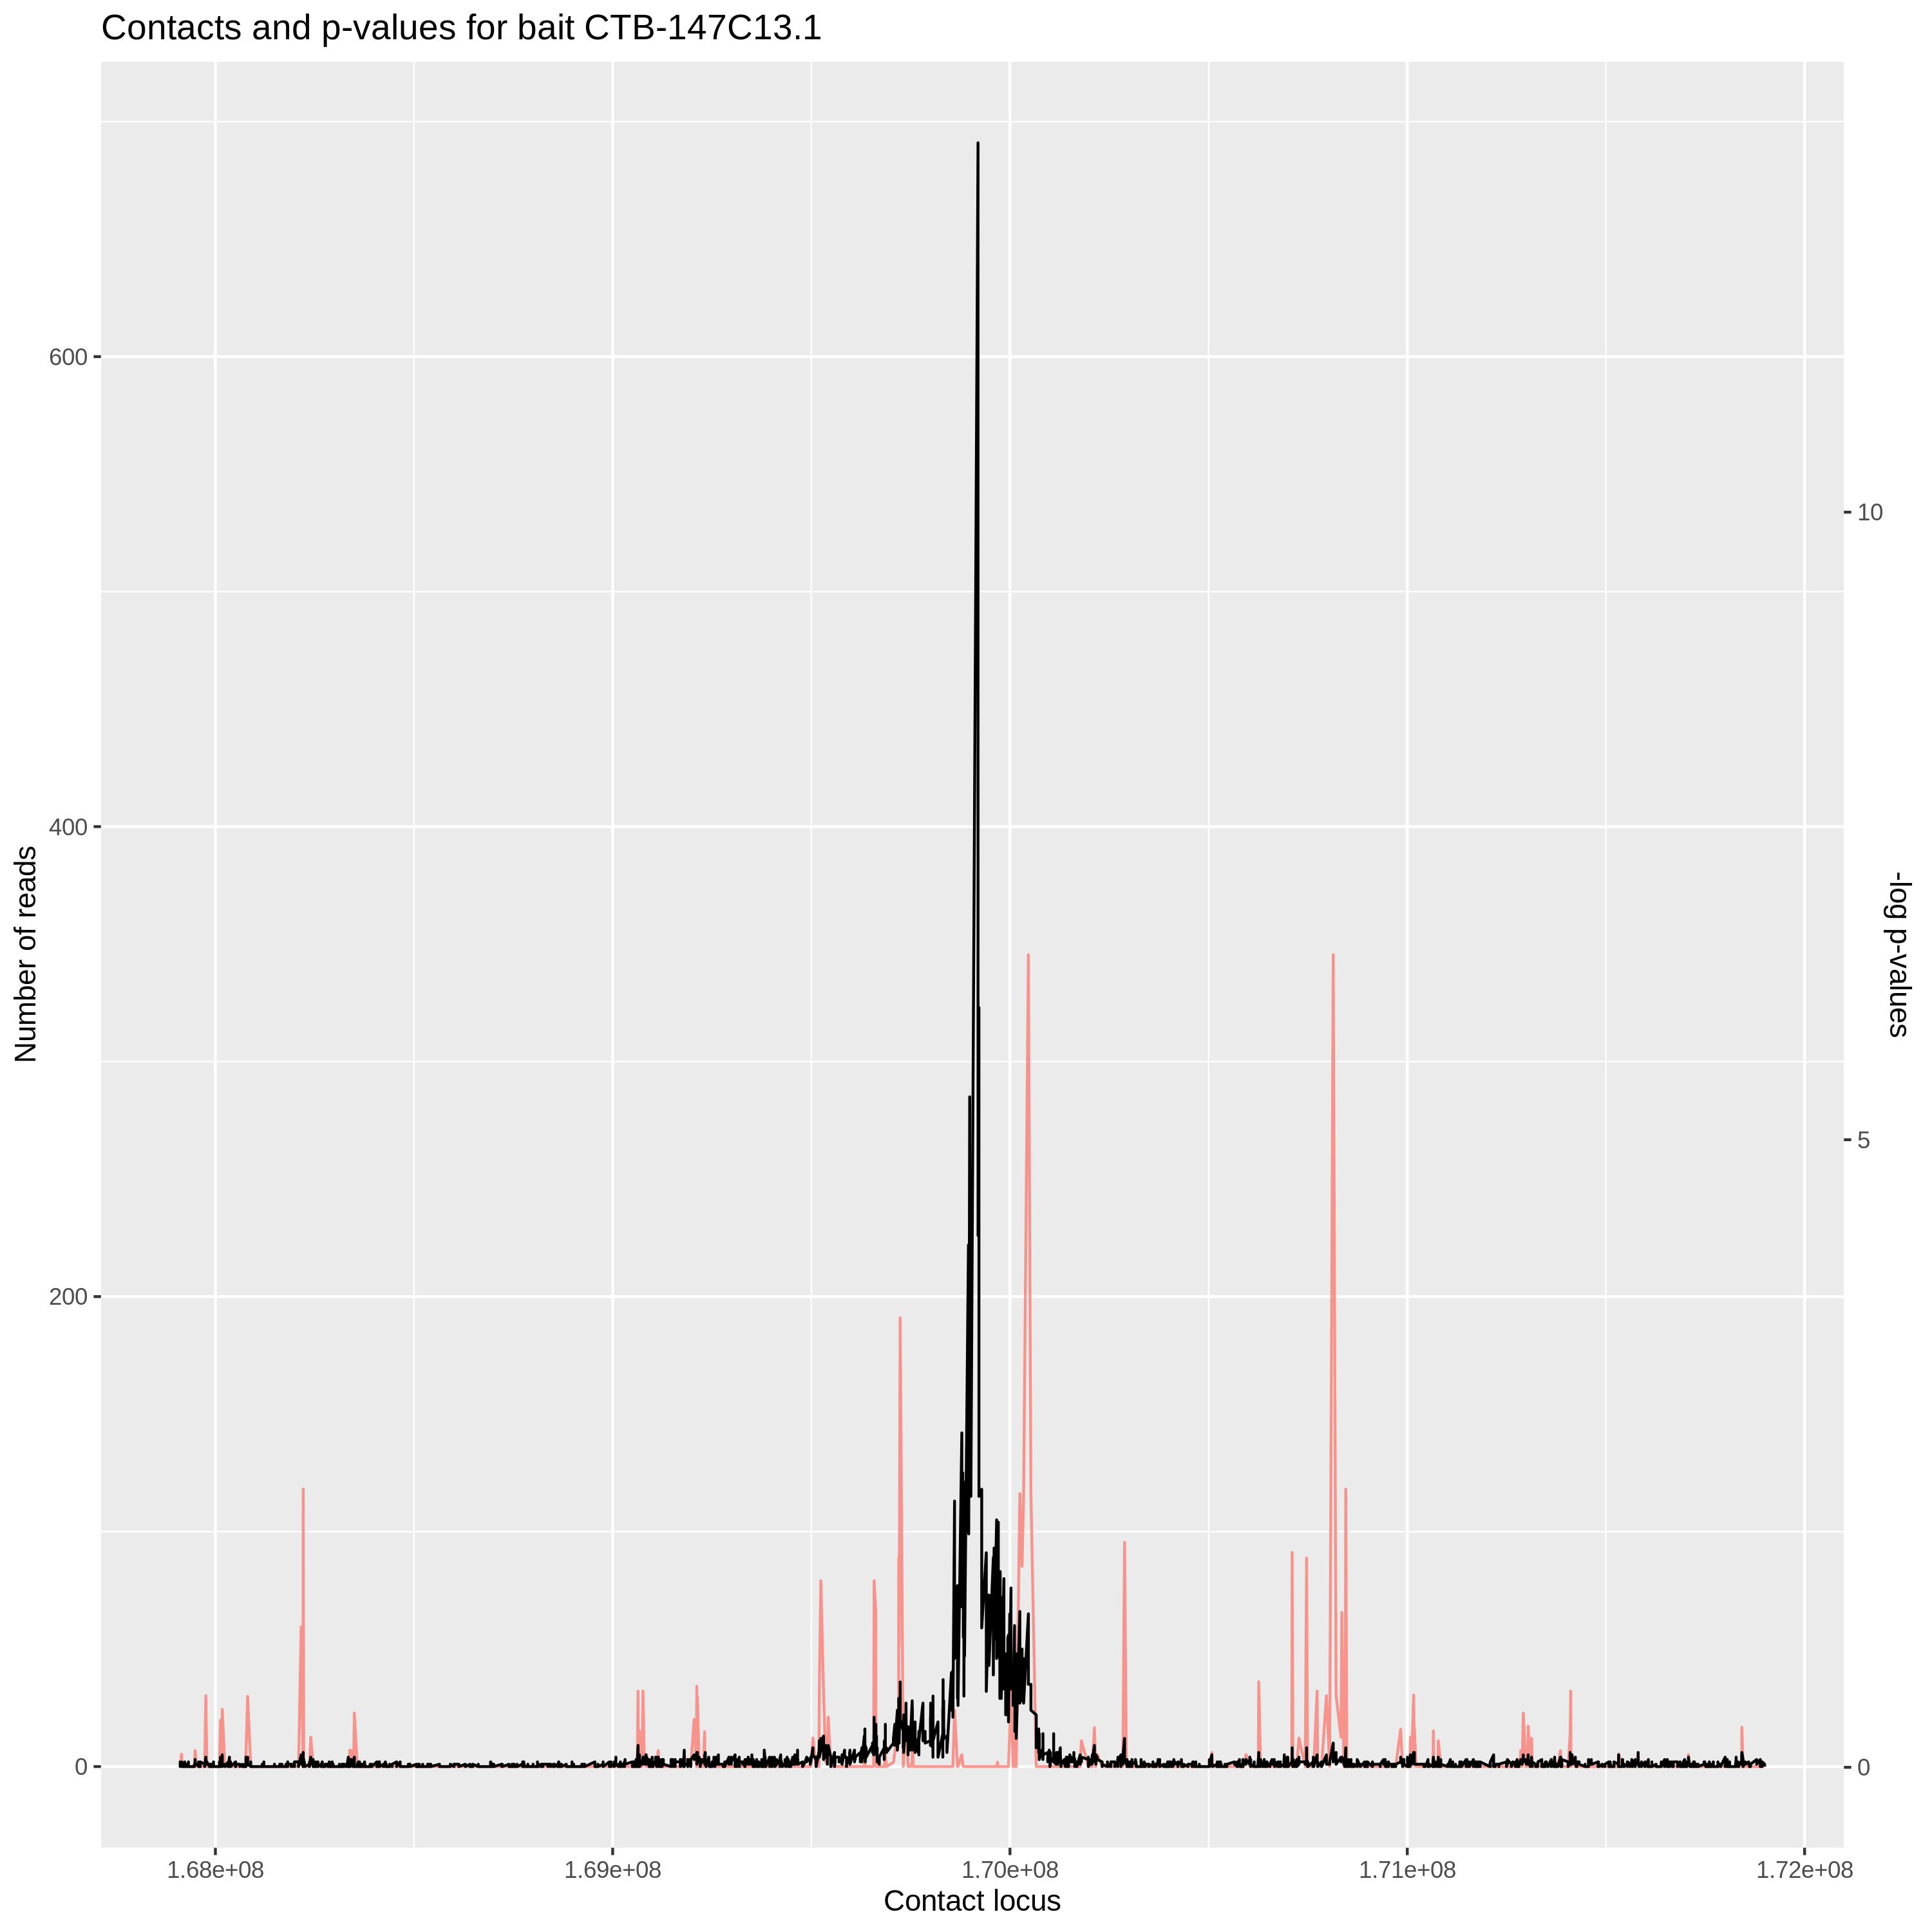 Contacts and p-values for bait CTB-147C13.1
600
400
200
0
Number of reads
10
5
0
-log p-values
1.68e+08
1.69e+08
1.70e+08
1.71e+08
1.72e+08
Contact locus